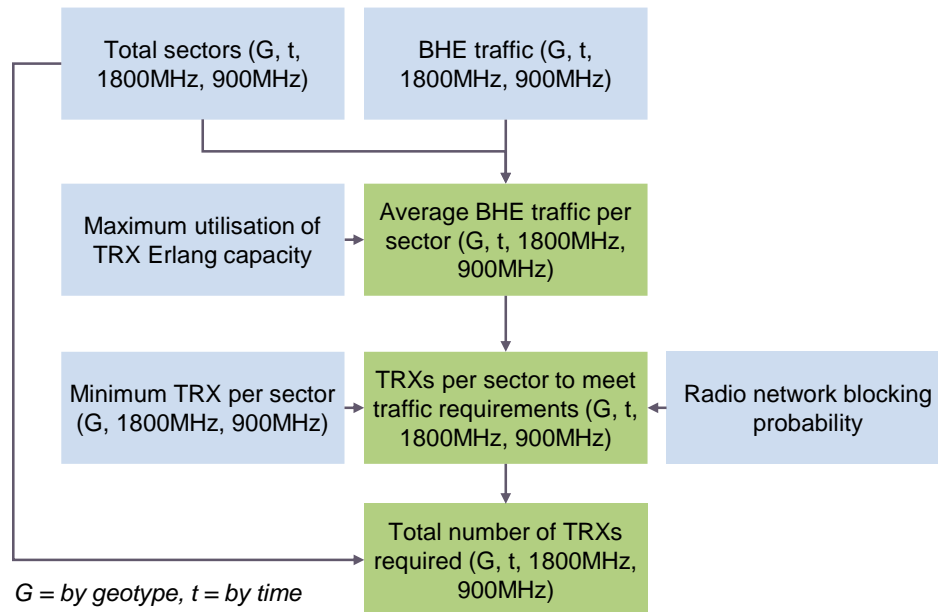 Total sectors (G, t,
1800MHz, 900MHz)
BHE traffic (G, t,
1800MHz, 900MHz)
Maximum utilisation of
TRX Erlang capacity
Average BHE traffic per
sector (G, t, 1800MHz,
900MHz)
Minimum TRX per sector
(G, 1800MHz, 900MHz)
TRXs per sector to meet
traffic requirements (G, t,
1800MHz, 900MHz)
Radio network blocking
probability
Total number of TRXs
required (G, t, 1800MHz,
900MHz)
G = by geotype, t = by time